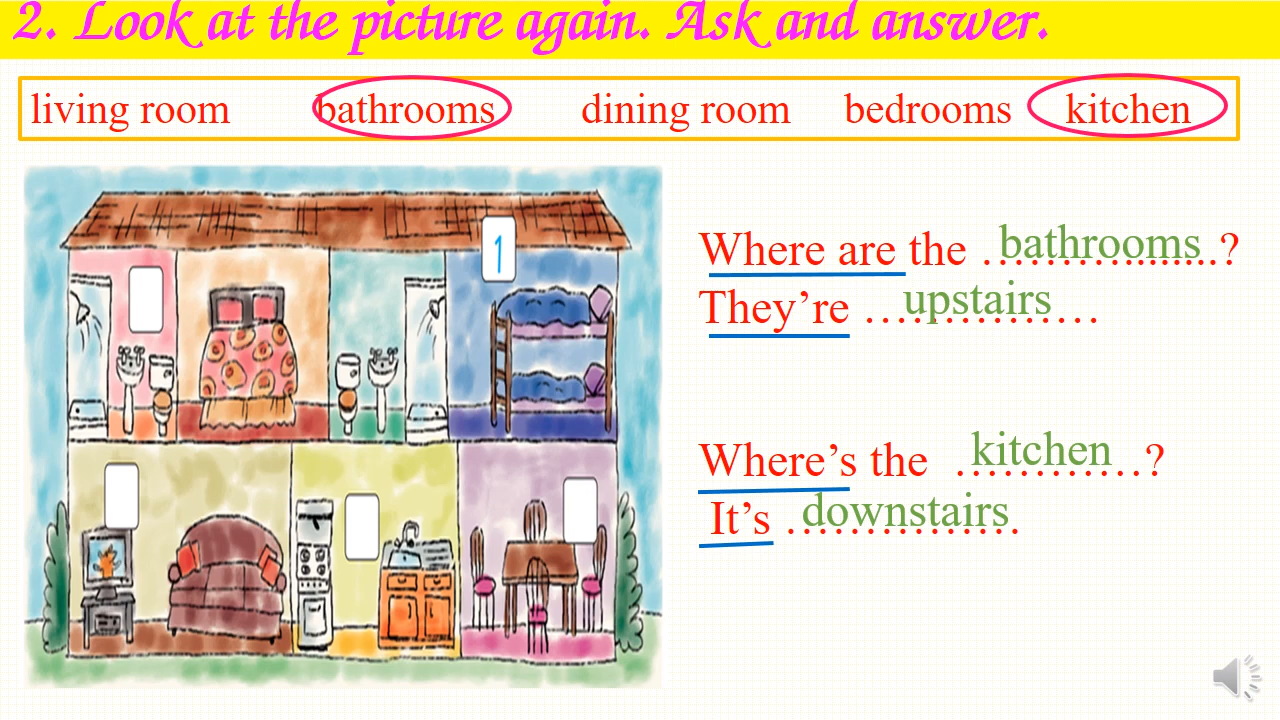 2. Look at the picture again. Ask and answer.
living room bathrooms dining room bedrooms kitchen
1
Where are the bathrooms?
They’re upstairs
Where’s the kitchen?
It’s downstairs.